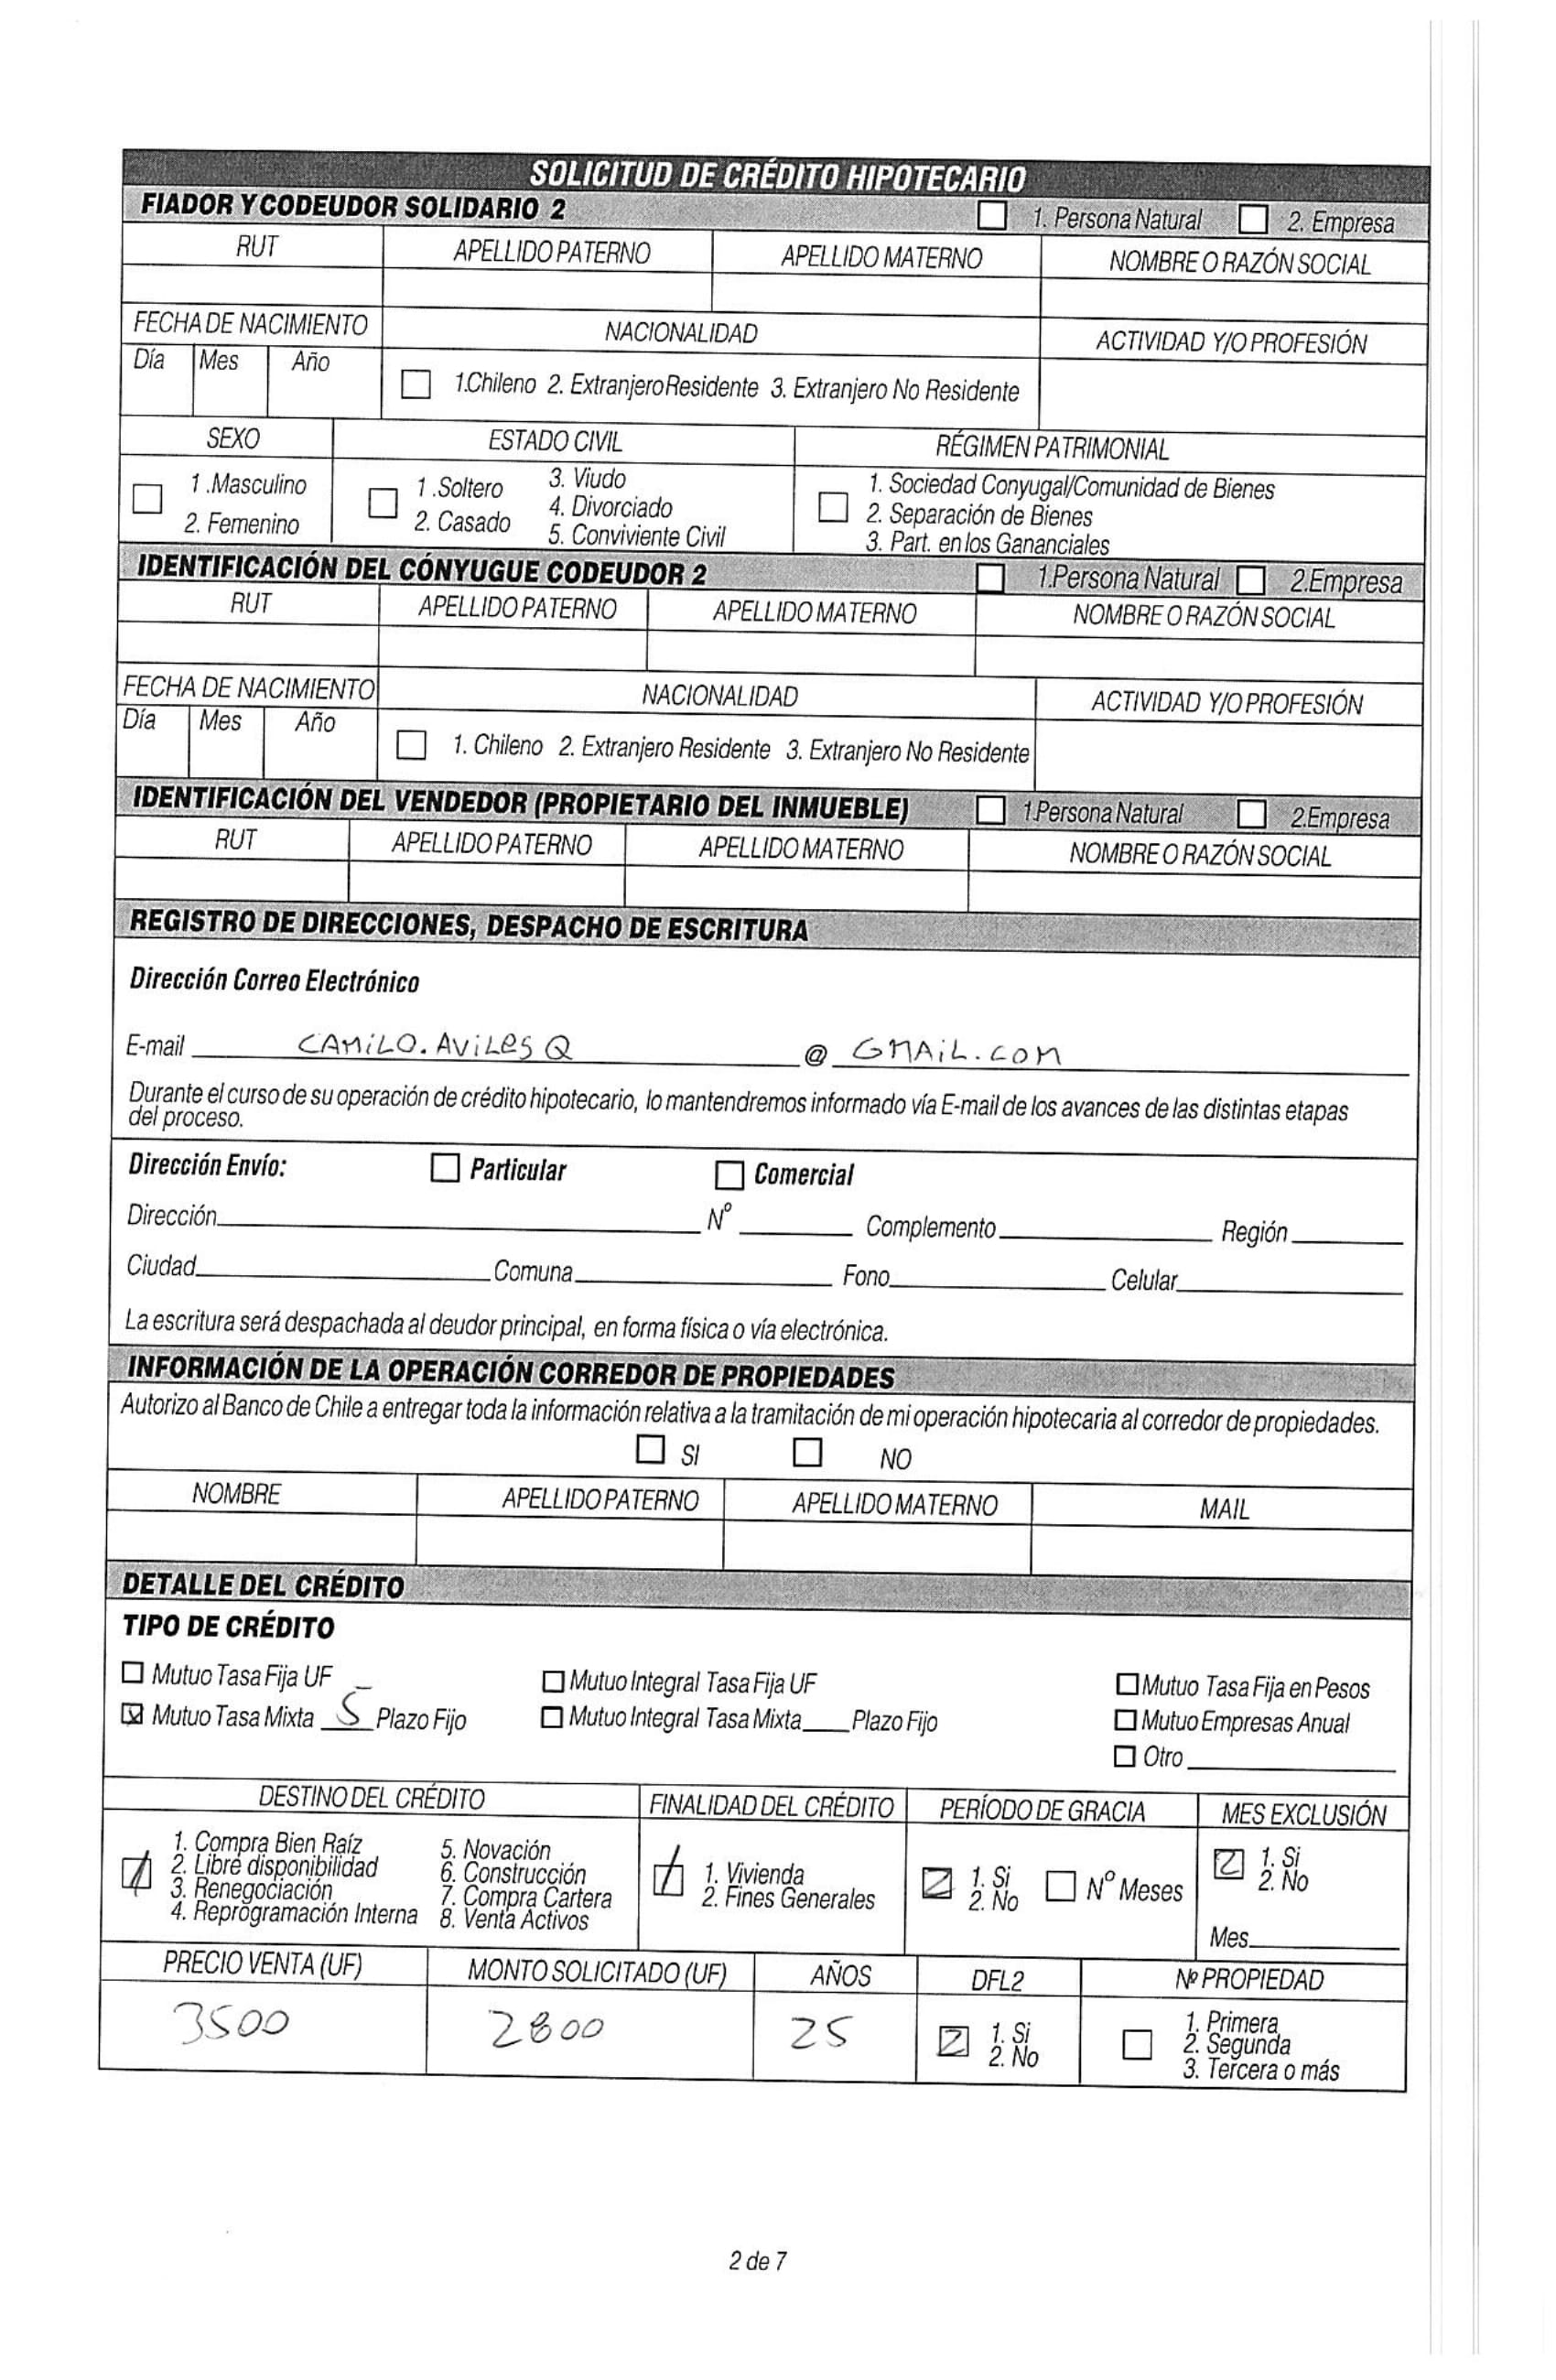 SOLICITUD DE CRÉDITO HIPOTECARIO
FIADOR Y CODEUDOR SOLIDARIO 2 1. Persona Natural 2. Empresa
RUT APELLIDO PATERNO APELLIDO MATERNO NOMBRE O RAZÓN SOCIAL
FECHA DE NACIMIENTO NACIONALIDAD ACTIVIDAD Y/O PROFESIÓN
Día Mes Año 1.Chileno 2. Extranjero Residente 3. Extranjero No Residente
SEXO ESTADO CIVIL RÉGIMEN PATRIMONIAL
1 .Masculino 1 .Soltero 3. Viudo 1. Sociedad Conyugal/Comunidad de Bienes
4. Divorciado 2. Separación de Bienes
2. Femenino 2. Casado 5. Conviviente Civil 3. Part. en los Gananciales
IDENTIFICACIÓN DEL CÓNYUGUE CODEUDOR 2 1.Persona Natural 2.Empresa
RUT APELLIDO PATERNO APELLIDO MATERNO NOMBRE O RAZÓN SOCIAL
FECHA DE NACIMIENTO NACIONALIDAD ACTIVIDAD Y/O PROFESIÓN
Día Mes Año 1. Chileno 2. Extranjero Residente 3. Extranjero No Residente
IDENTIFICACIÓN DEL VENDEDOR (PROPIETARIO DEL INMUEBLE) 1.Persona Natural 2.Empresa
RUT APELLIDO PATERNO APELLIDO MATERNO NOMBRE O RAZÓN SOCIAL
REGISTRO DE DIRECCIONES, DESPACHO DE ESCRITURA
Dirección Correo Electrónico
E-mail CAMILO.AVILES Q @ GMAIL.COM
Durante el curso de su operación de crédito hipotecario, lo mantendremos informado vía E-mail de los avances de las distintas etapas
del proceso.
Dirección Envío: Particular Comercial
Dirección Nº Complemento Región
Ciudad Comuna Fono Celular
La escritura será despachada al deudor principal, en forma física o vía electrónica.
INFORMACIÓN DE LA OPERACIÓN CORREDOR DE PROPIEDADES
Autorizo al Banco de Chile a entregar toda la información relativa a la tramitación de mi operación hipotecaria al corredor de propiedades.
SI NO
NOMBRE APELLIDO PATERNO APELLIDO MATERNO MAIL
DETALLE DEL CRÉDITO
TIPO DE CRÉDITO
Mutuo Tasa Fija UF Mutuo Integral Tasa Fija UF Mutuo Tasa Fija en Pesos
Mutuo Tasa Mixta 5 Plazo Fijo Mutuo Integral Tasa Mixta Plazo Fijo Mutuo Empresas Anual
Otro
DESTINO DEL CRÉDITO FINALIDAD DEL CRÉDITO PERÍODO DE GRACIA MES EXCLUSIÓN
1 1. Compra Bien Raíz 5. Novación 1 1. Vivienda 2 1. Si Nº Meses 2 1. Si
2. Libre disponibilidad 6. Construcción 2. Fines Generales 2. No 2. No
3. Renegociación 7. Compra Cartera
4. Reprogramación Interna 8. Venta Activos Mes
PRECIO VENTA (UF) MONTO SOLICITADO (UF) AÑOS DFL2 Nº PROPIEDAD
3500 2800 25 2 1. Si 1. Primera
2. No 2. Segunda
3. Tercera o más
2 de 7